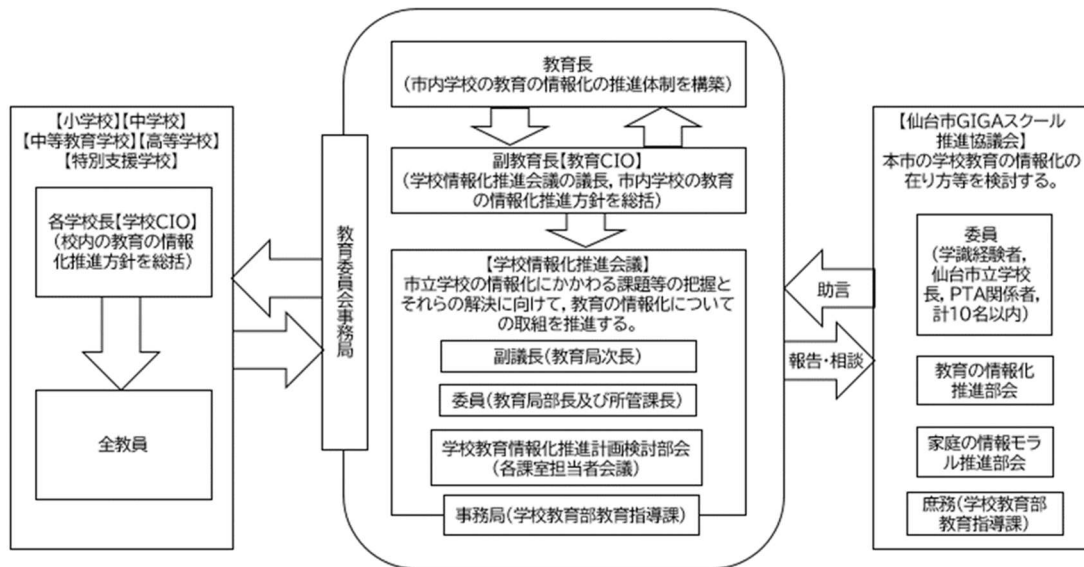 【小学校】【中学校】
【中等教育学校】【高等学校】
【特別支援学校】
各学校長【学校CIO】
(校内の教育の情報
化推進方針を総括)
全教員
教育委員会事務局
教育長
(市内学校の教育の情報化の推進体制を構築)
副教育長【教育CIO】
(学校情報化推進会議の議長，市内学校の教育
の情報化推進方針を総括)
【学校情報化推進会議】
市立学校の情報化にかかわる課題等の把握と
それらの解決に向けて，教育の情報化について
の取組を推進する。
副議長(教育局次長)
委員(教育局部長及び所管課長)
学校教育情報化推進計画検討部会
(各課室担当者会議)
事務局(学校教育部教育指導課)
助言
報告・相談
【仙台市GIGAスクール
推進協議会】
本市の学校教育の情報化の
在り方等を検討する。
委員
(学識経験者，
仙台市立学校
長，PTA関係者，
計10名以内)
教育の情報化
推進部会
家庭の情報モラ
ル推進部会
庶務(学校教育部
教育指導課)